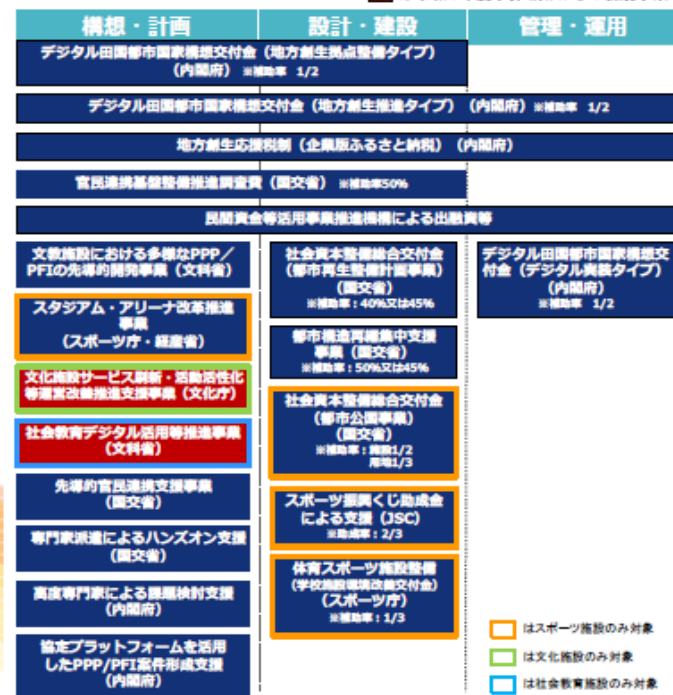 構想・計画
設計・建設
管理・運用
デジタル田園都市国家構想交付金（地方創生拠点整備タイプ）
（内閣府）※補助率 1/2
デジタル田園都市国家構想交付金（地方創生推進タイプ）（内閣府）※補助率 1/2
地方創生応援税制（企業版ふるさと納税）（内閣府）
官民連携基盤整備推進調査費（国交省）※補助率50%
民間資金等活用事業推進機構による出融資等
文教施設における多様なPPP／
PFIの先導的開発事業（文科省）
スタジアム・アリーナ改革推進
事業
（スポーツ庁・経産省）
文化施設サービス刷新・活動活性化
等運営改善推進支援事業（文化庁）
社会教育デジタル活用等推進事業
（文科省）
先導的官民連携支援事業
（国交省）
専門家派遣によるハンズオン支援
（国交省）
高度専門家による課題検討支援
（内閣府）
協定プラットフォームを活用
したPPP/PFI案件形成支援
（内閣府）
社会資本整備総合交付金
（都市再生整備計画事業）
（国交省）
※補助率：40%又は45%
都市構造再編集中支援
事業（国交省）
※補助率：50%又は45%
社会資本整備総合交付金
（都市公園事業）
（国交省）
※補助率：施設1/2
用地1/3
スポーツ振興くじ助成金
による支援（JSC）
※助成率：2/3
体育スポーツ施設整備
（学校施設環境改善交付金）
（スポーツ庁）
※補助率：1/3
デジタル田園都市国家構想交
付金（デジタル実装タイプ）
（内閣府）
※補助率 1/2
はスポーツ施設のみ対象
は文化施設のみ対象
は社会教育施設のみ対象